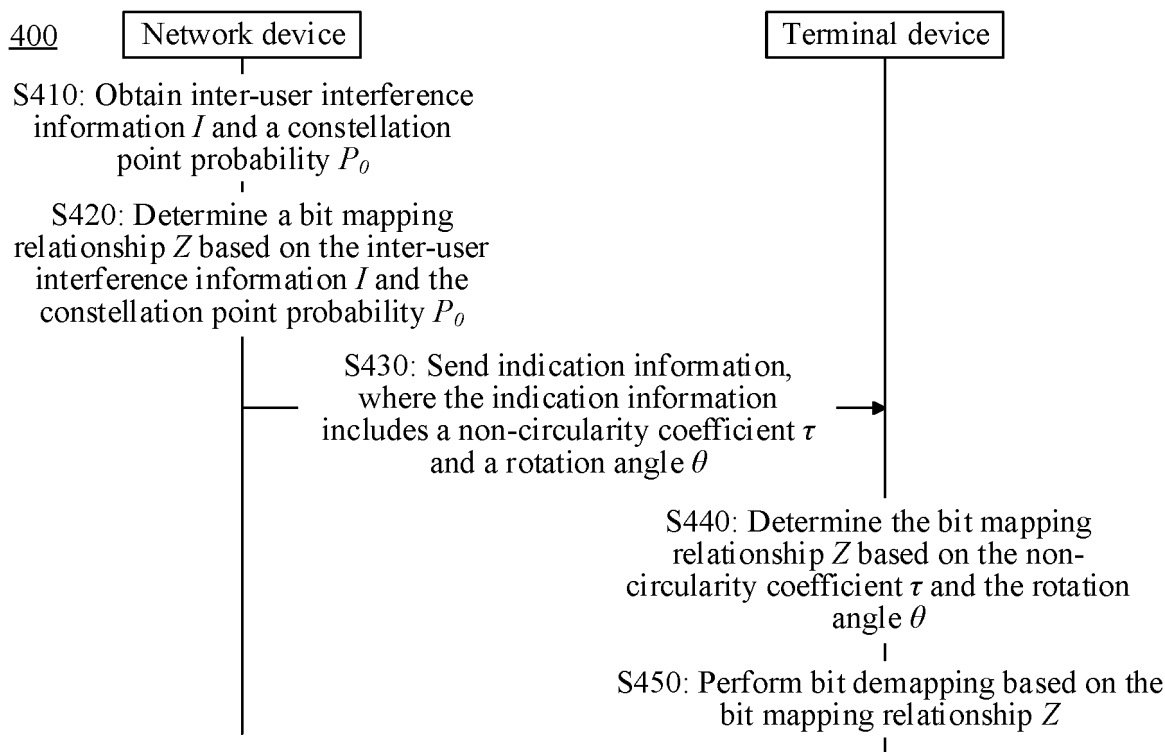 400
Network device
Terminal device
S410: Obtain inter-user interference
information I and a constellation
point probability P₀
S420: Determine a bit mapping
relationship Z based on the inter-user
interference information I and the
constellation point probability P₀
S430: Send indication information,
where the indication information
includes a non-circularity coefficient τ
and a rotation angle θ
S440: Determine the bit mapping
relationship Z based on the non-
circularity coefficient τ and the rotation
angle θ
S450: Perform bit demapping based on the
bit mapping relationship Z